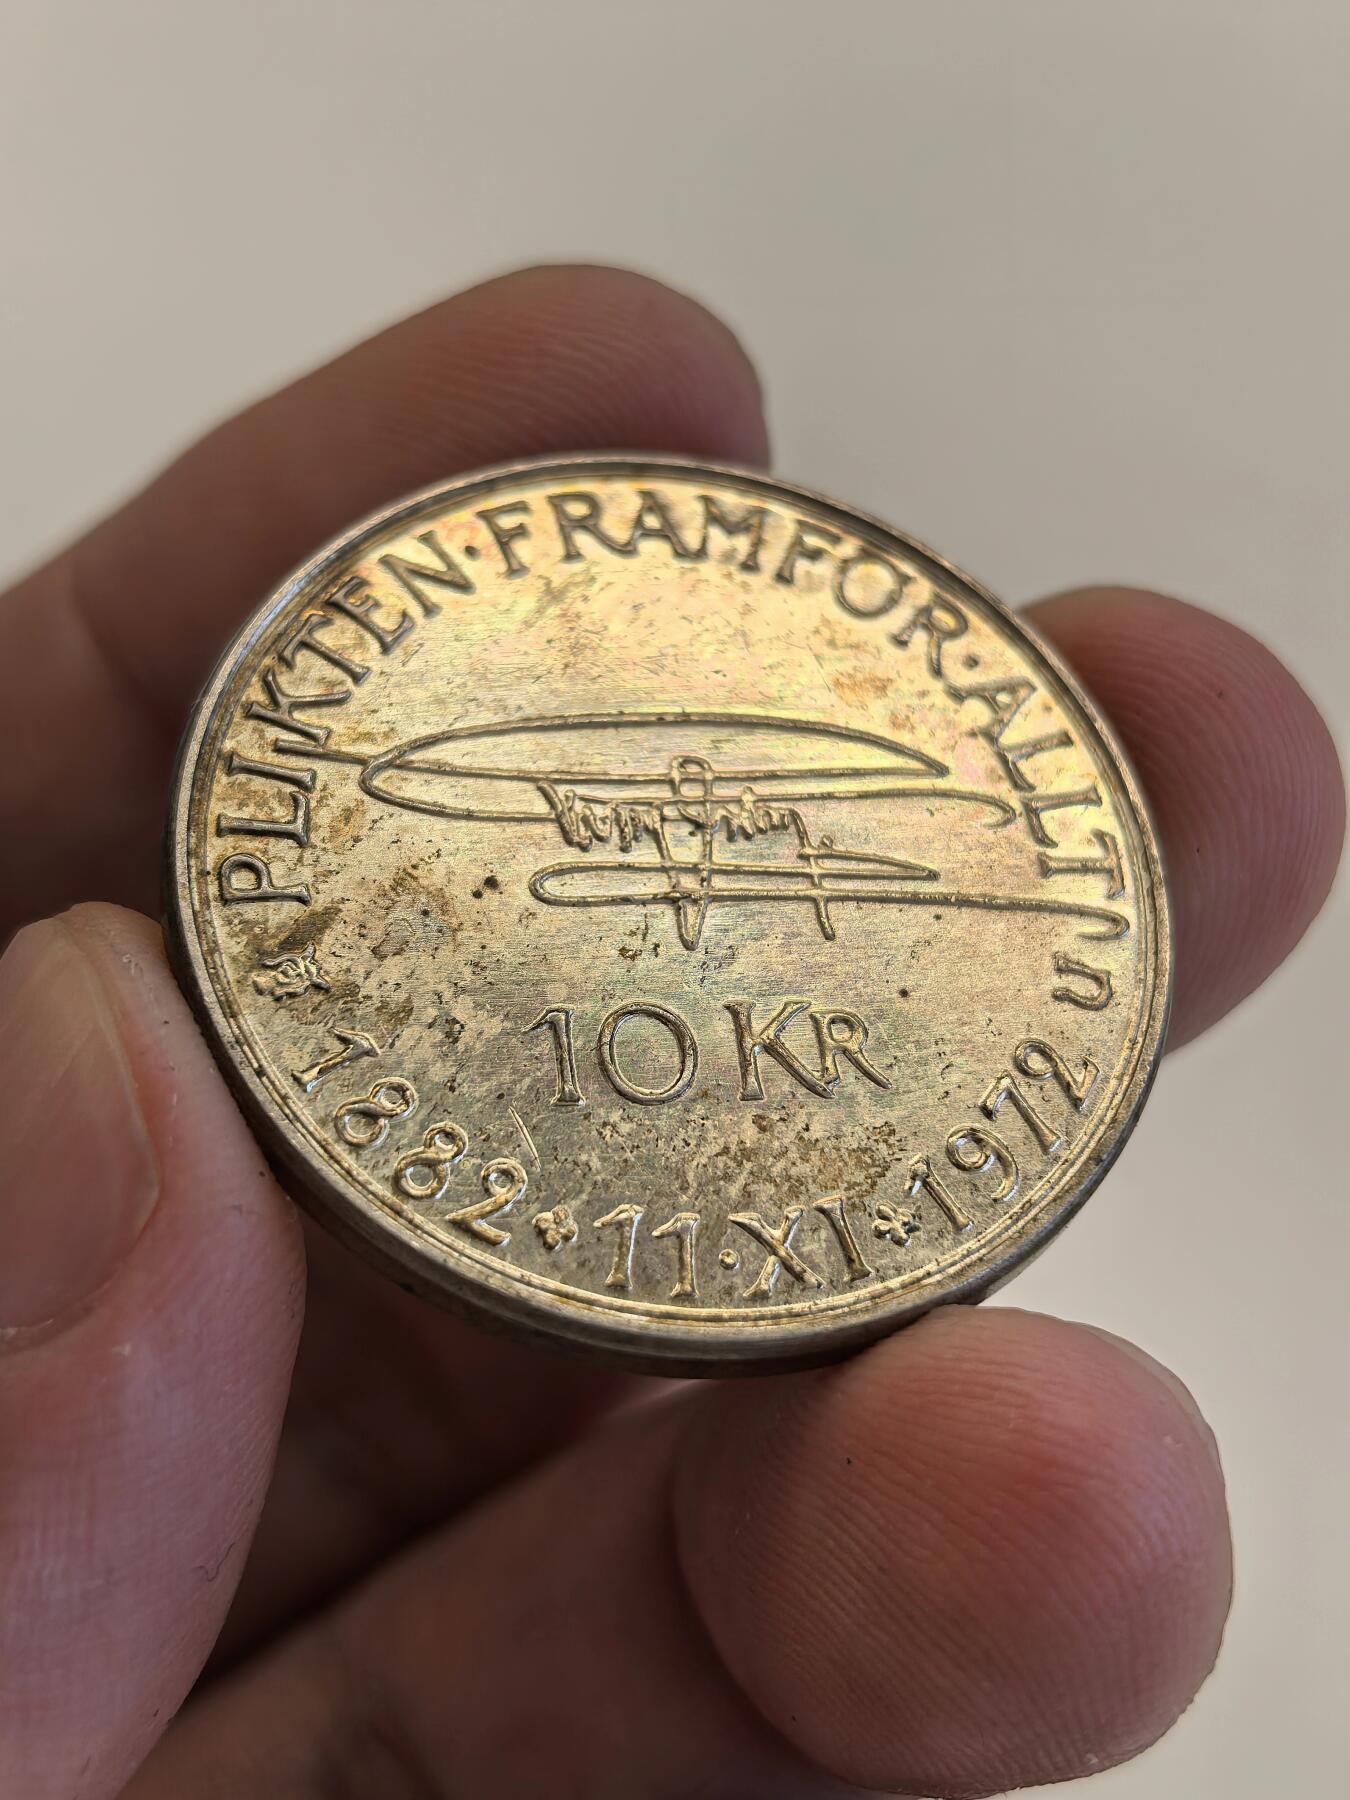 PLIKTEN·FRAMFÖR·ALLT
U
10 KR
1882 11·XI 1972